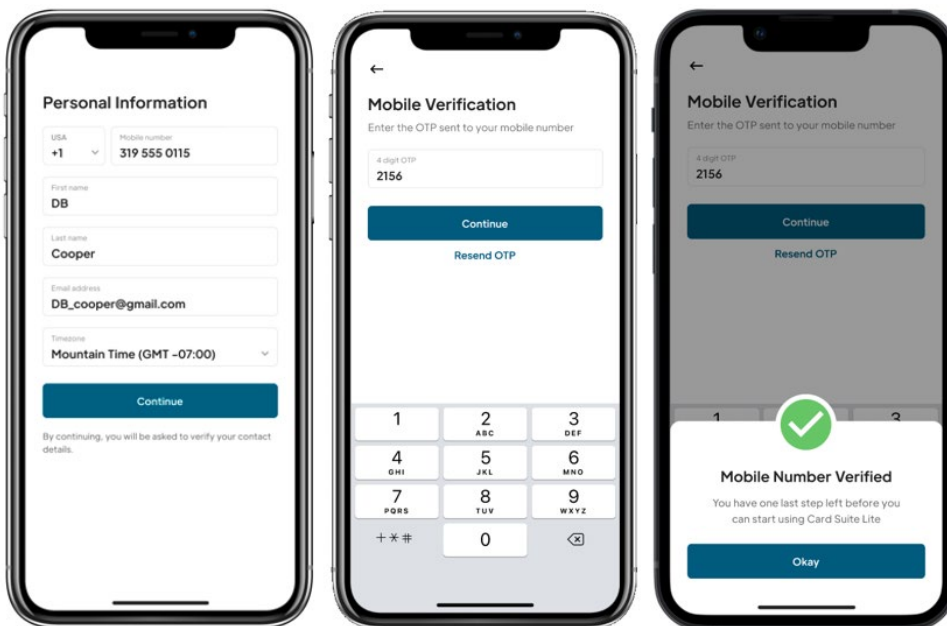 Personal Information
USA
+1
Mobile number
319 555 0115
First name
DB
Last name
Cooper
Email address
DB_cooper@gmail.com
Timezone
Mountain Time (GMT -07:00)
Continue
By continuing, you will be asked to verify your contact
details.
←
Mobile Verification
Enter the OTP sent to your mobile number
4 digit OTP
2156
Continue
Resend OTP
1 2 3
ABC DEF
4 5 6
GHI JKL MNO
7 8 9
PQRS TUV WXYZ
+*# 0
←
Mobile Verification
Enter the OTP sent to your mobile number
4 digit OTP
2156
Continue
Resend OTP
1 3
Mobile Number Verified
You have one last step left before you
can start using Card Suite Lite
Okay